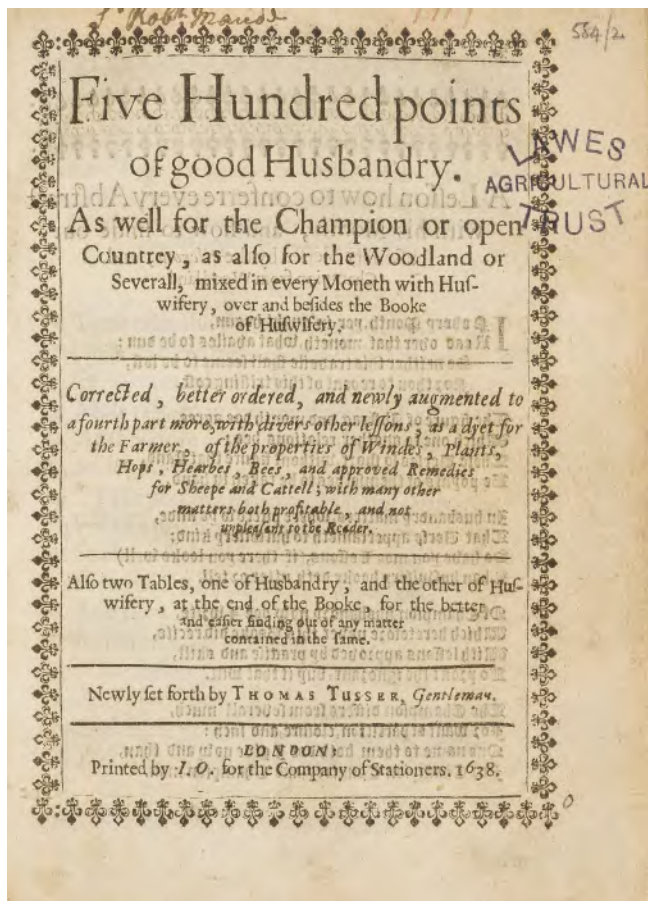 Robt Maude
584/2.
Five Hundred points
of good Husbandry.
LAWES
AGRICULTURAL
TRUST
As well for the Champion or open
Countrey, as also for the Woodland or
Severall, mixed in every Moneth with Hus-
wifery, over and besides the Booke
of Huswifery.
Corrected, better ordered, and newly augmented to
a fourth part more, with divers other lessons, as a dyet for
the Farmer, of the properties of Windes, Plants,
Hops, Hearbes, Bees, and approved Remedies
for Sheepe and Cattell; with many other
matters both profitable, and not
unpleasant to the Reader.
Also two Tables, one of Husbandry, and the other of Hus-
wifery, at the end of the Booke, for the better
and easier finding out of any matter
contained in the same.
Newly set forth by THOMAS TUSSER, Gentleman.
LONDON:
Printed by I.O. for the Company of Stationers. 1638.